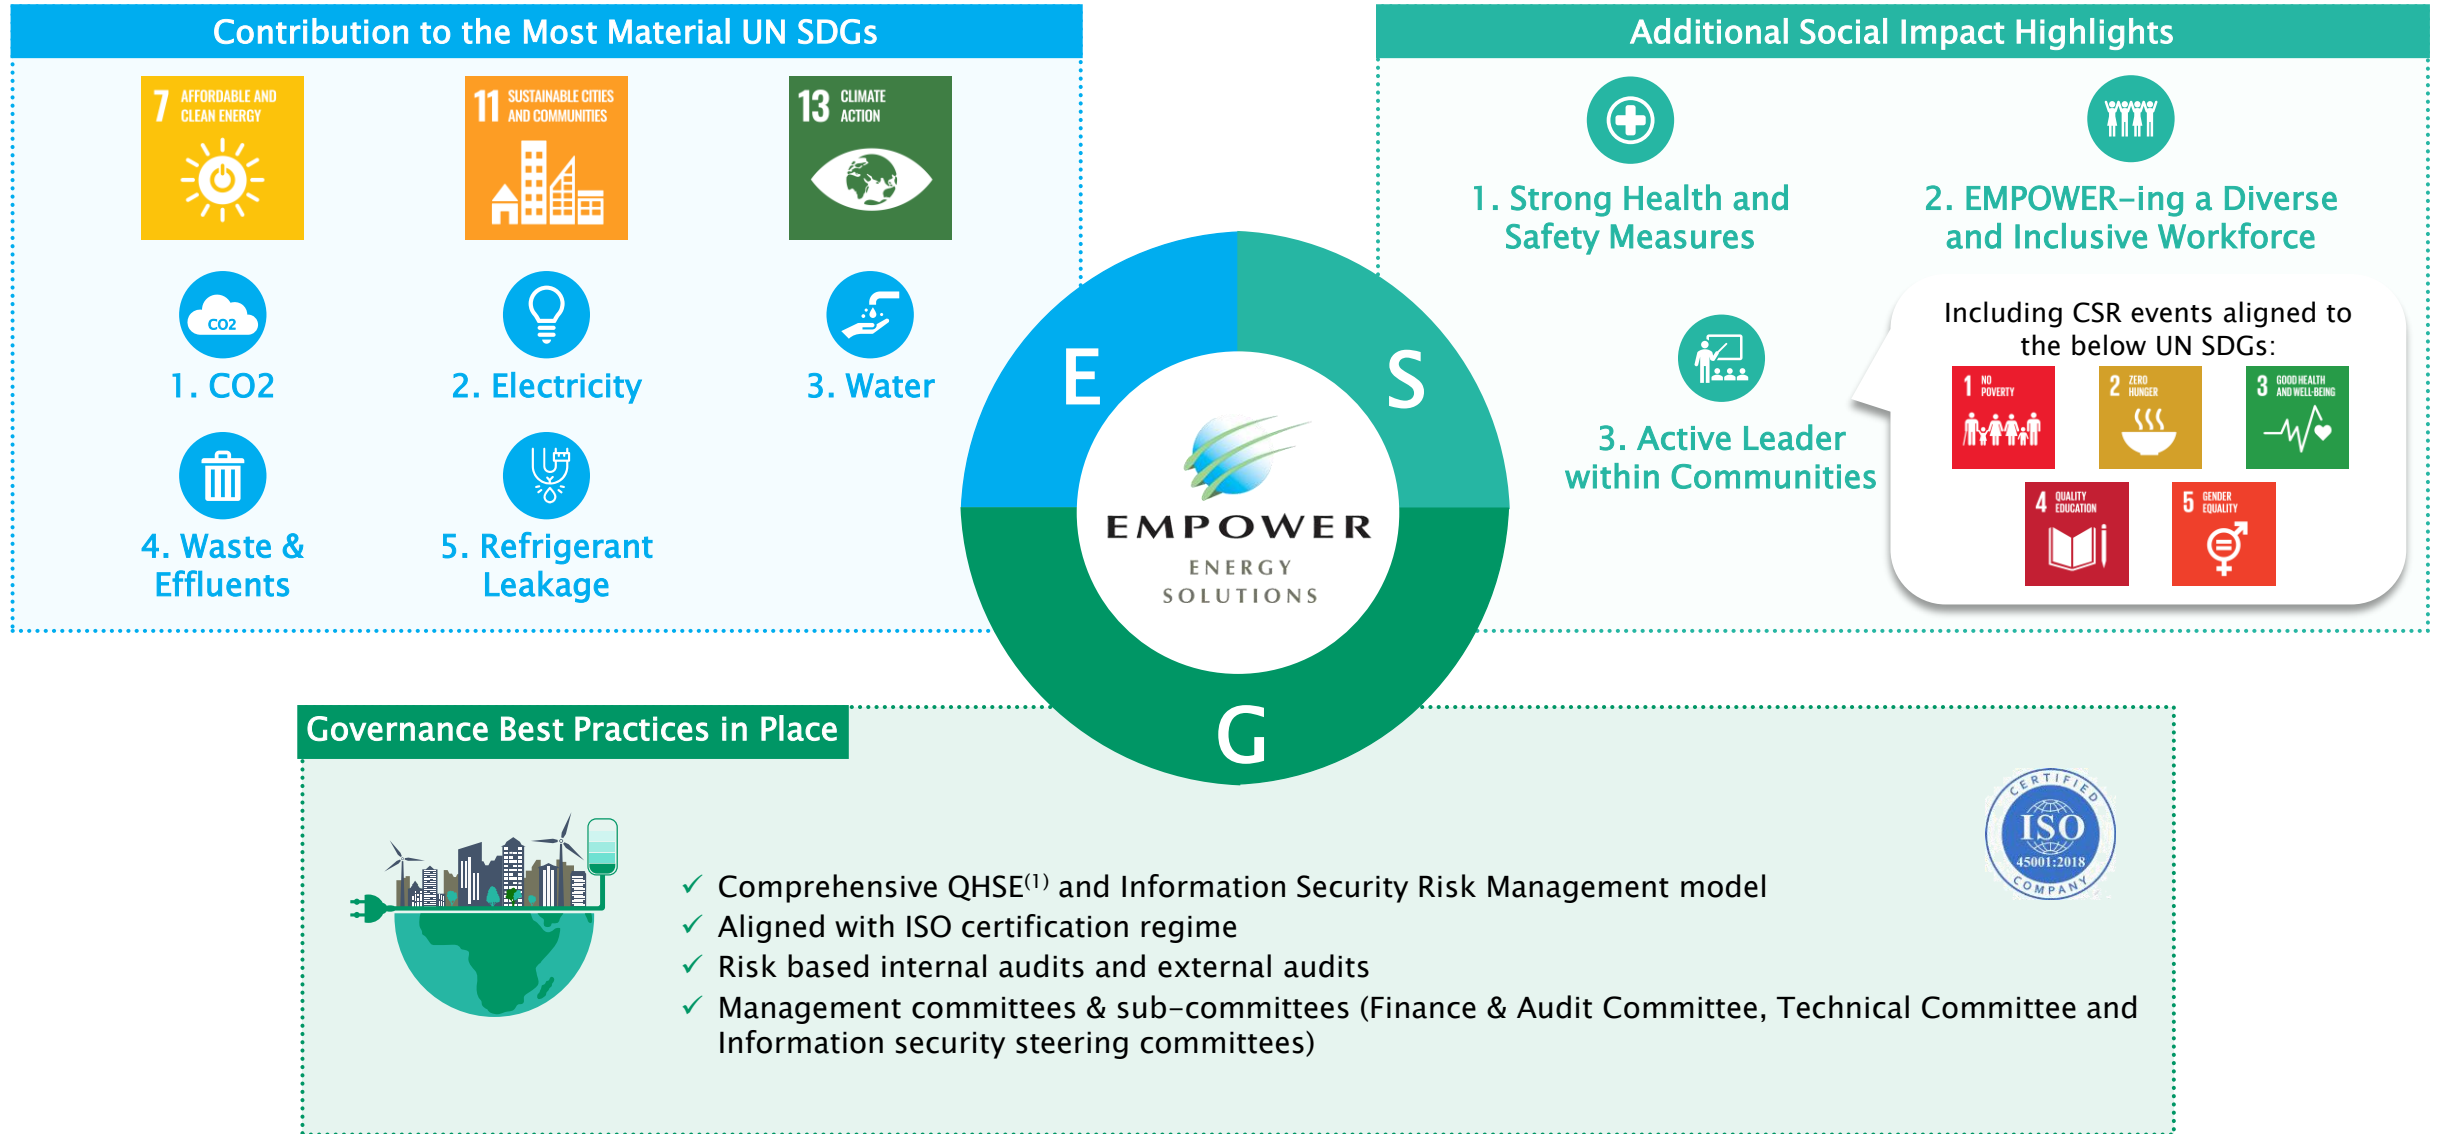 Contribution to the Most Material UN SDGs
7 AFFORDABLE AND
CLEAN ENERGY
11 SUSTAINABLE CITIES
AND COMMUNITIES
13 CLIMATE
ACTION
CO2
1. CO2
2. Electricity
3. Water
4. Waste &
Effluents
5. Refrigerant
Leakage
Additional Social Impact Highlights
1. Strong Health and
Safety Measures
2. EMPOWER-ing a Diverse
and Inclusive Workforce
3. Active Leader
within Communities
Including CSR events aligned to
the below UN SDGs:
1 NO
POVERTY
2 ZERO
HUNGER
3 GOOD HEALTH
AND WELL-BEING
4 QUALITY
EDUCATION
5 GENDER
EQUALITY
E
S
G
EMPOWER
ENERGY
SOLUTIONS
Governance Best Practices in Place
✓ Comprehensive QHSE(1) and Information Security Risk Management model
✓ Aligned with ISO certification regime
✓ Risk based internal audits and external audits
✓ Management committees & sub-committees (Finance & Audit Committee, Technical Committee and
Information security steering committees)
CERTIFIED
ISO
45001:2018
COMPANY